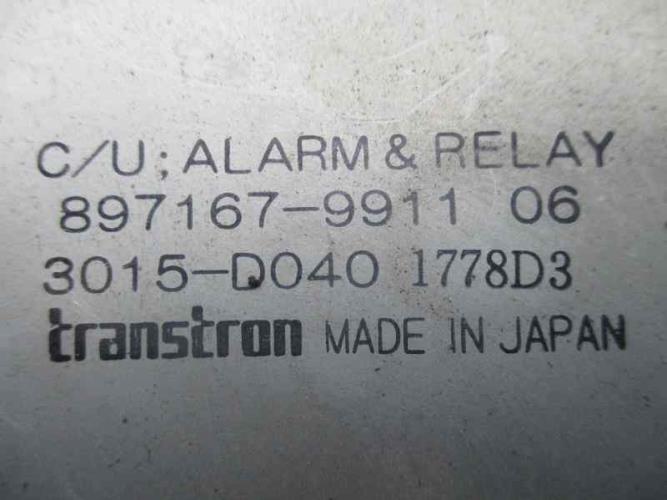 C/U; ALARM & RELAY
897167-9911 06
3015-D040 1778D3
transtron MADE IN JAPAN